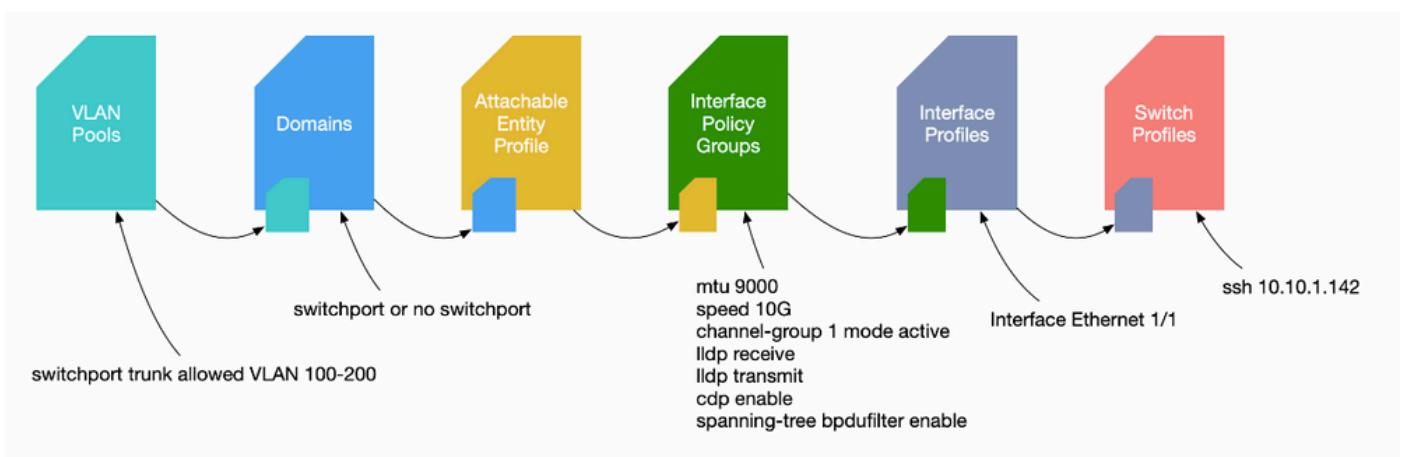 VLAN
Pools
Domains
Attachable
Entity
Profile
Interface
Policy
Groups
Interface
Profiles
Switch
Profiles
switchport trunk allowed VLAN 100-200
switchport or no switchport
mtu 9000
speed 10G
channel-group 1 mode active
lldp receive
lldp transmit
cdp enable
spanning-tree bpdufilter enable
Interface Ethernet 1/1
ssh 10.10.1.142